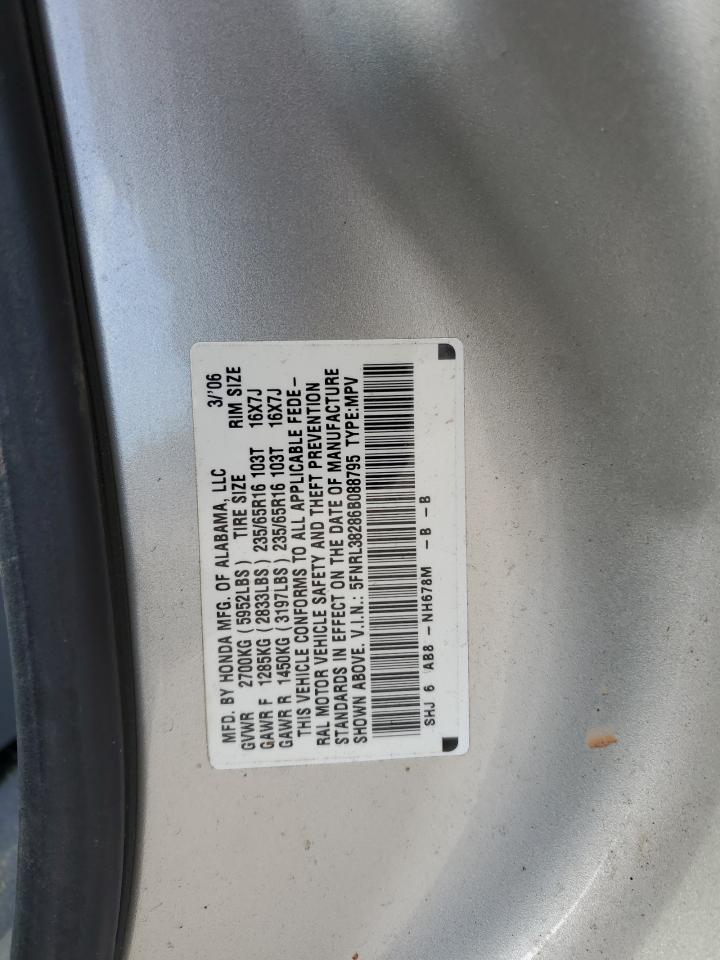 MFD. BY HONDA MFG. OF ALABAMA, LLC 3/'06
GVWR 2700KG (5952LBS) TIRE SIZE RIM SIZE
GAWR F 1285KG (2833LBS) 235/65R16 103T 16X7J
GAWR R 1450KG (3197LBS) 235/65R16 103T 16X7J
THIS VEHICLE CONFORMS TO ALL APPLICABLE FEDE-
RAL MOTOR VEHICLE SAFETY AND THEFT PREVENTION
STANDARDS IN EFFECT ON THE DATE OF MANUFACTURE
SHOWN ABOVE. V.I.N.: 5FNRL38286B088795 TYPE:MPV
SHJ 6 AB8 - NH678M - B - B